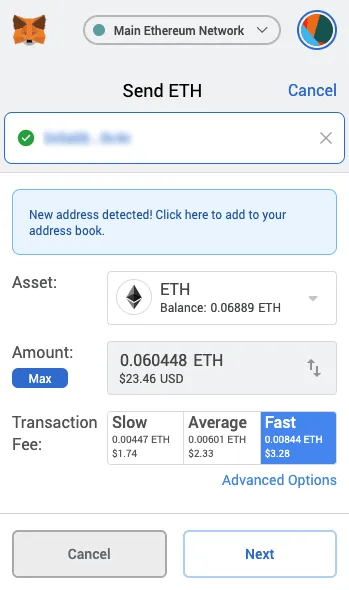 Main Ethereum Network
Send ETH
Cancel
New address detected! Click here to add to your
address book.
Asset:
ETH
Balance: 0.06889 ETH
Amount:
Max
0.060448 ETH
$23.46 USD
Transaction
Fee:
Slow
0.00447 ETH
$1.74
Average
0.00601 ETH
$2.33
Fast
0.00844 ETH
$3.28
Advanced Options
Cancel
Next